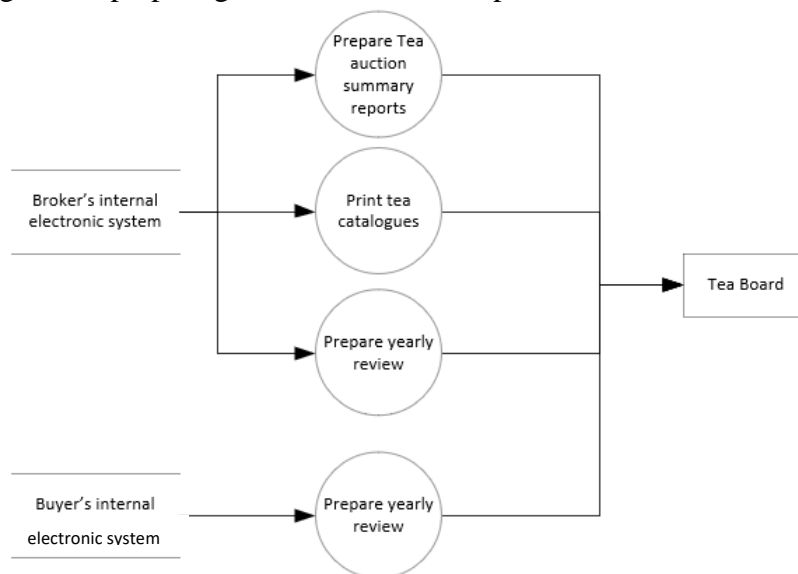 Prepare Tea
auction
summary
reports
Broker's internal
electronic system
Print tea
catalogues
Tea Board
Prepare yearly
review
Buyer's internal
electronic system
Prepare yearly
review